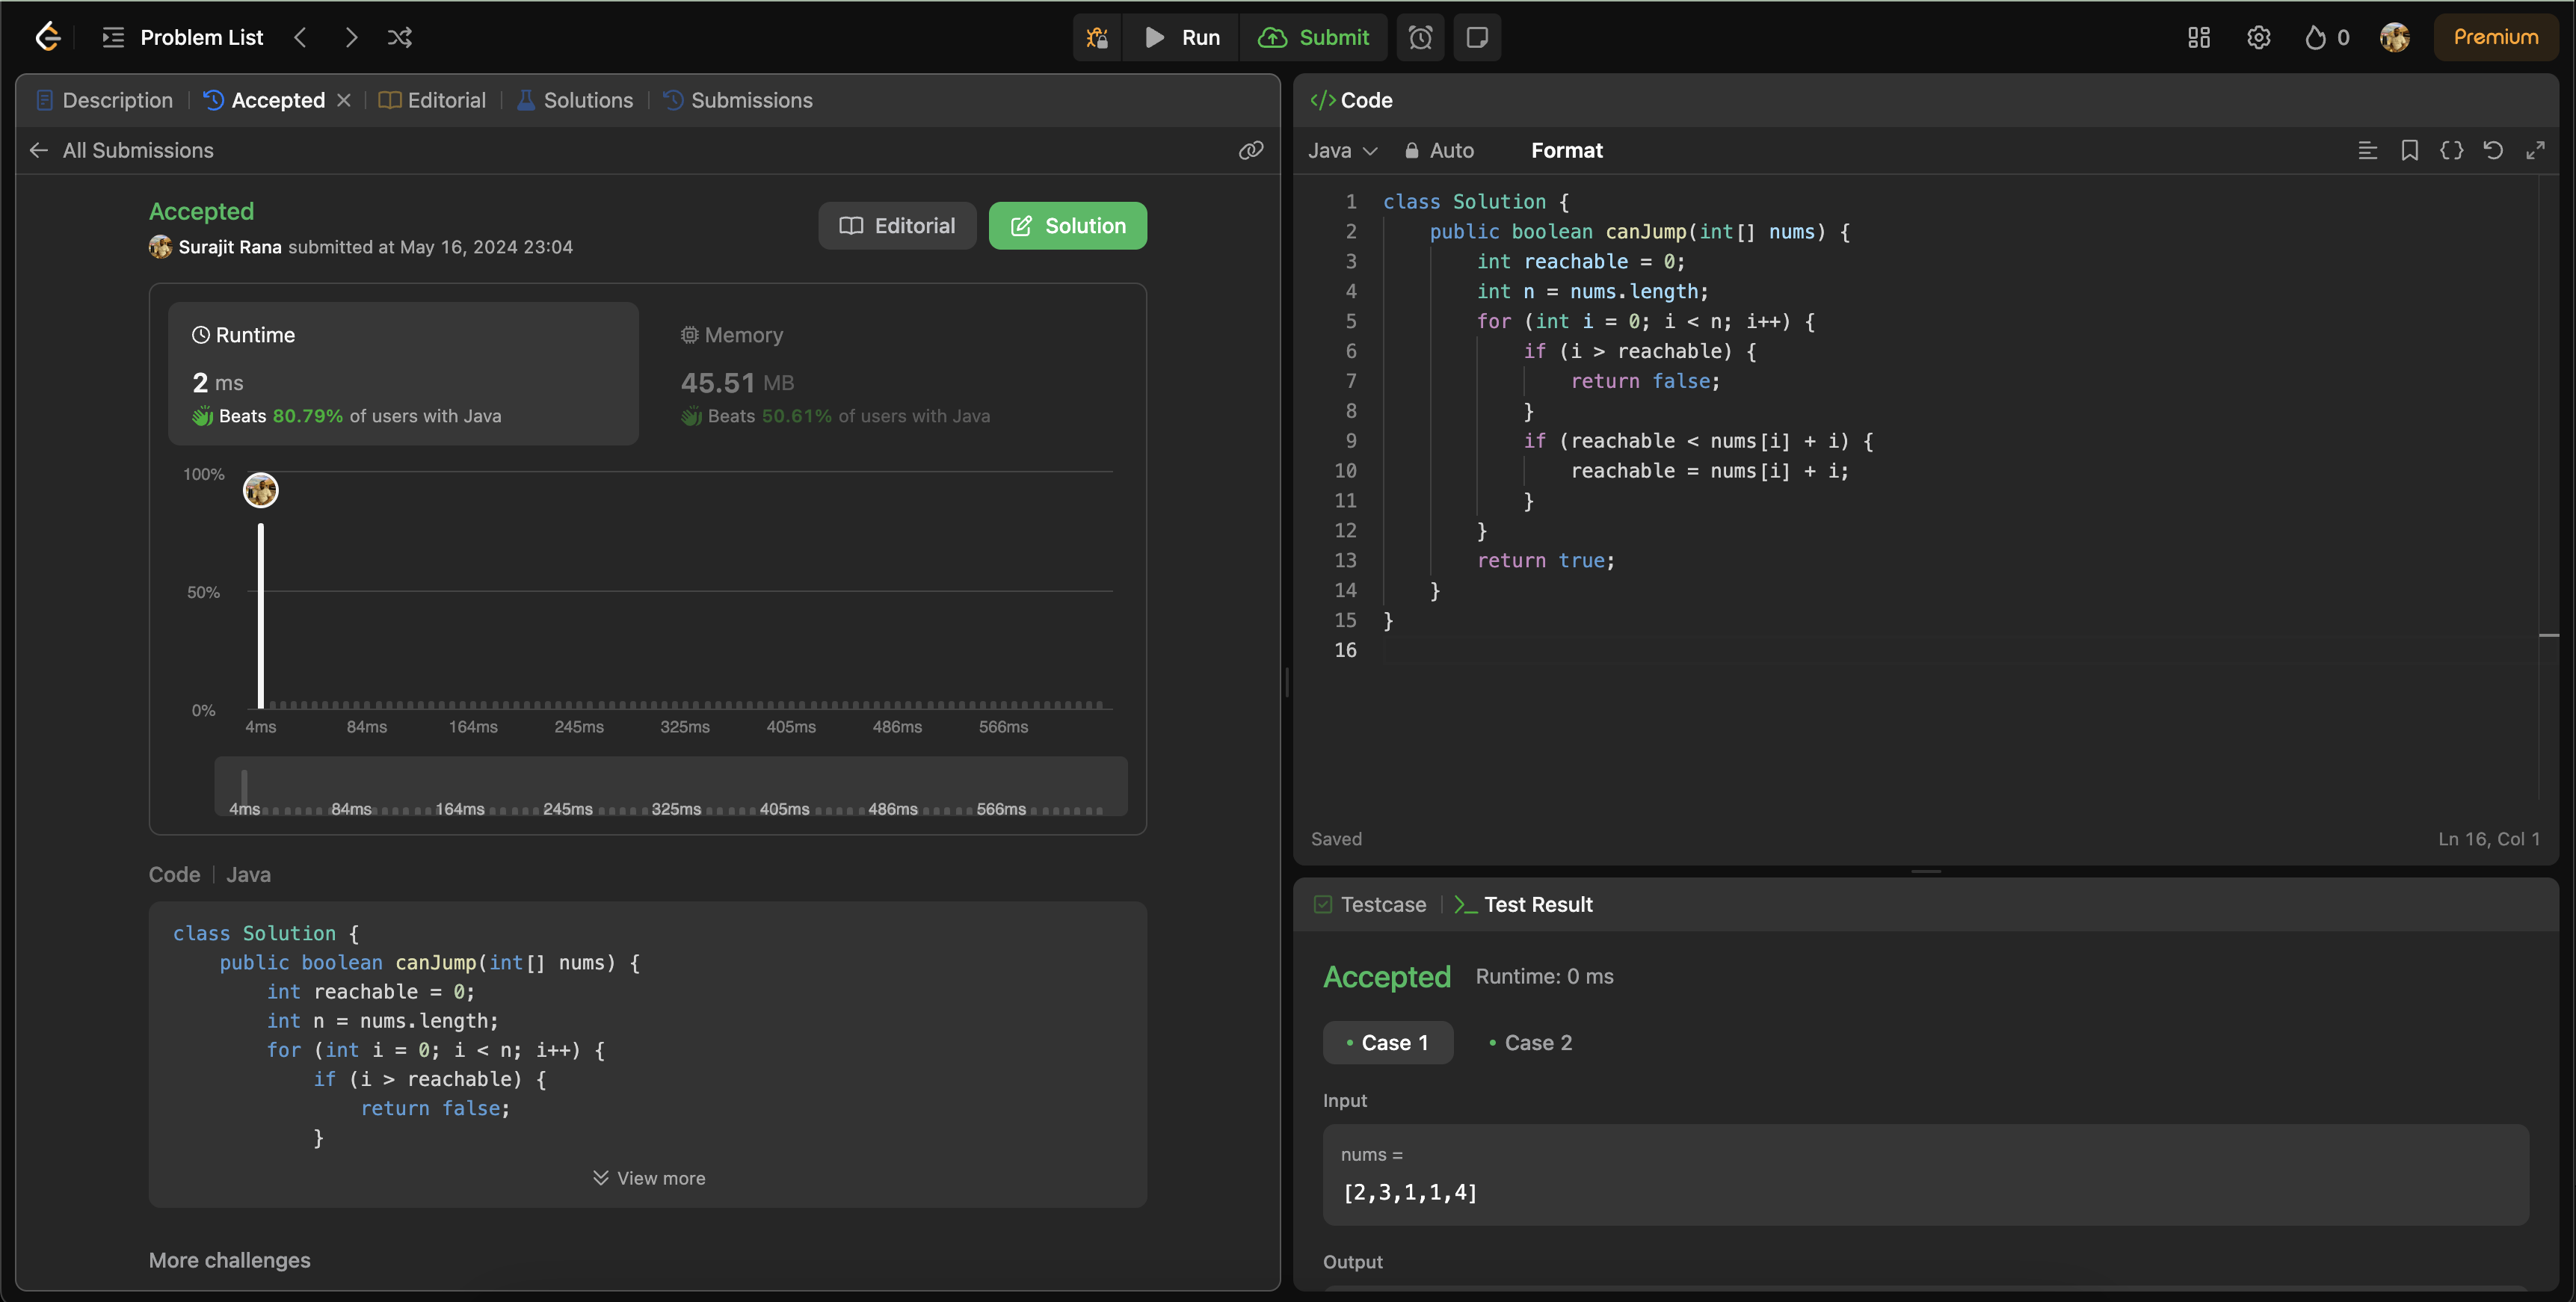 Problem List
Run
Submit
0
Premium
Description
Accepted
Editorial
Solutions
Submissions
All Submissions
Accepted
Surajit Rana submitted at May 16, 2024 23:04
Editorial
Solution
Runtime
2 ms
Beats 80.79% of users with Java
Memory
45.51 MB
Beats 50.61% of users with Java
100%
50%
0%
4ms 84ms 164ms 245ms 325ms 405ms 486ms 566ms
4ms 84ms 164ms 245ms 325ms 405ms 486ms 566ms
Code | Java
class Solution {
    public boolean canJump(int[] nums) {
        int reachable = 0;
        int n = nums.length;
        for (int i = 0; i < n; i++) {
            if (i > reachable) {
                return false;
            }
View more
More challenges
</> Code
Java
Auto
Format
1 class Solution {
2     public boolean canJump(int[] nums) {
3         int reachable = 0;
4         int n = nums.length;
5         for (int i = 0; i < n; i++) {
6             if (i > reachable) {
7                 return false;
8             }
9             if (reachable < nums[i] + i) {
10                 reachable = nums[i] + i;
11             }
12         }
13         return true;
14     }
15 }
16
Saved
Ln 16, Col 1
Testcase
>_ Test Result
Accepted
Runtime: 0 ms
• Case 1
• Case 2
Input
nums =
[2,3,1,1,4]
Output